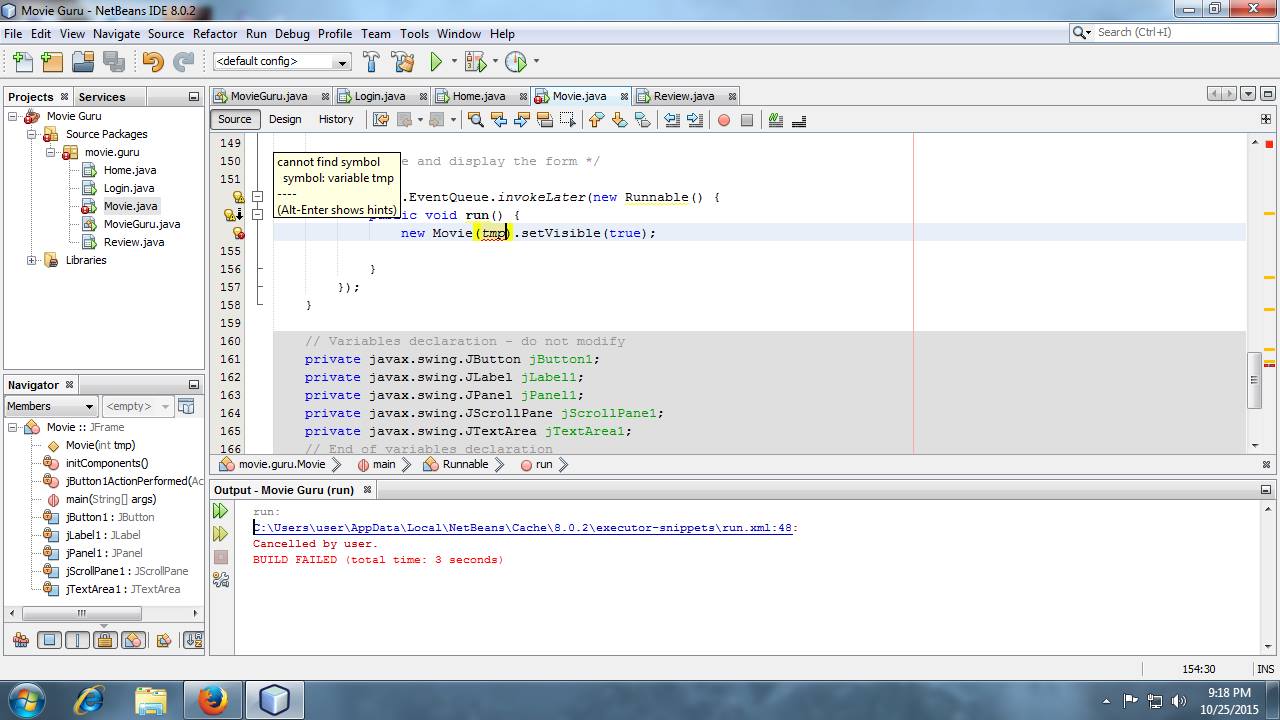 Movie Guru - NetBeans IDE 8.0.2
File Edit View Navigate Source Refactor Run Debug Profile Team Tools Window Help
Search (Ctrl+I)
<default config>
Projects Services
Movie Guru
Source Packages
movie.guru
Home.java
Login.java
Movie.java
MovieGuru.java
Review.java
Libraries
MovieGuru.java Login.java Home.java Movie.java Review.java
Source Design History
149
150 e and display the form */
151
.EventQueue.invokeLater(new Runnable() {
public void run() {
new Movie(tmp).setVisible(true);
155
156 }
157 });
158 }
159
160 // Variables declaration - do not modify
161 private javax.swing.JButton jButton1;
162 private javax.swing.JLabel jLabel1;
163 private javax.swing.JPanel jPanel1;
164 private javax.swing.JScrollPane jScrollPane1;
165 private javax.swing.JTextArea jTextArea1;
166 // End of variables declaration
cannot find symbol
symbol: variable tmp
----
(Alt-Enter shows hints)
movie.guru.Movie main Runnable run
Navigator
Members <empty>
Movie :: JFrame
Movie(int tmp)
initComponents()
jButton1ActionPerformed(Ac
main(String[] args)
jButton1 : JButton
jLabel1 : JLabel
jPanel1 : JPanel
jScrollPane1 : JScrollPane
jTextArea1 : JTextArea
Output - Movie Guru (run)
run:
C:\Users\user\AppData\Local\NetBeans\Cache\8.0.2\executor-snippets\run.xml:48:
Cancelled by user.
BUILD FAILED (total time: 3 seconds)
154:30 INS
9:18 PM
10/25/2015